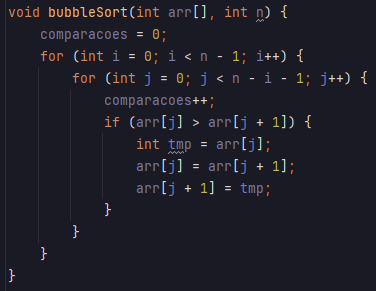 void bubbleSort(int arr[], int n) {
    comparacoes = 0;
    for (int i = 0; i < n - 1; i++) {
        for (int j = 0; j < n - i - 1; j++) {
            comparacoes++;
            if (arr[j] > arr[j + 1]) {
                int tmp = arr[j];
                arr[j] = arr[j + 1];
                arr[j + 1] = tmp;
            }
        }
    }
}